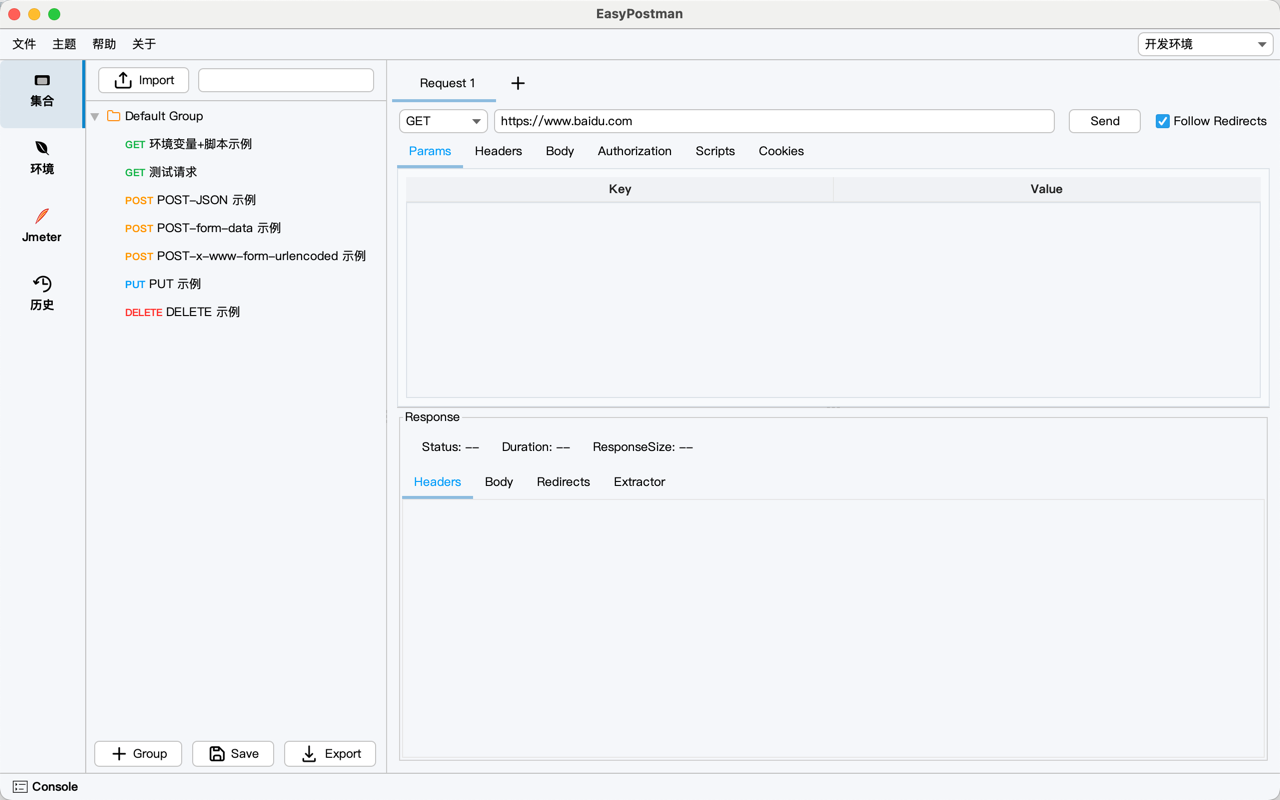 EasyPostman
文件 主题 帮助 关于
开发环境
集合
环境
Jmeter
历史
Import
Default Group
GET 环境变量+脚本示例
GET 测试请求
POST POST-JSON 示例
POST POST-form-data 示例
POST POST-x-www-form-urlencoded 示例
PUT PUT 示例
DELETE DELETE 示例
Group Save Export
Request 1
GET https://www.baidu.com Send Follow Redirects
Params Headers Body Authorization Scripts Cookies
Key Value
Response
Status: -- Duration: -- ResponseSize: --
Headers Body Redirects Extractor
Console